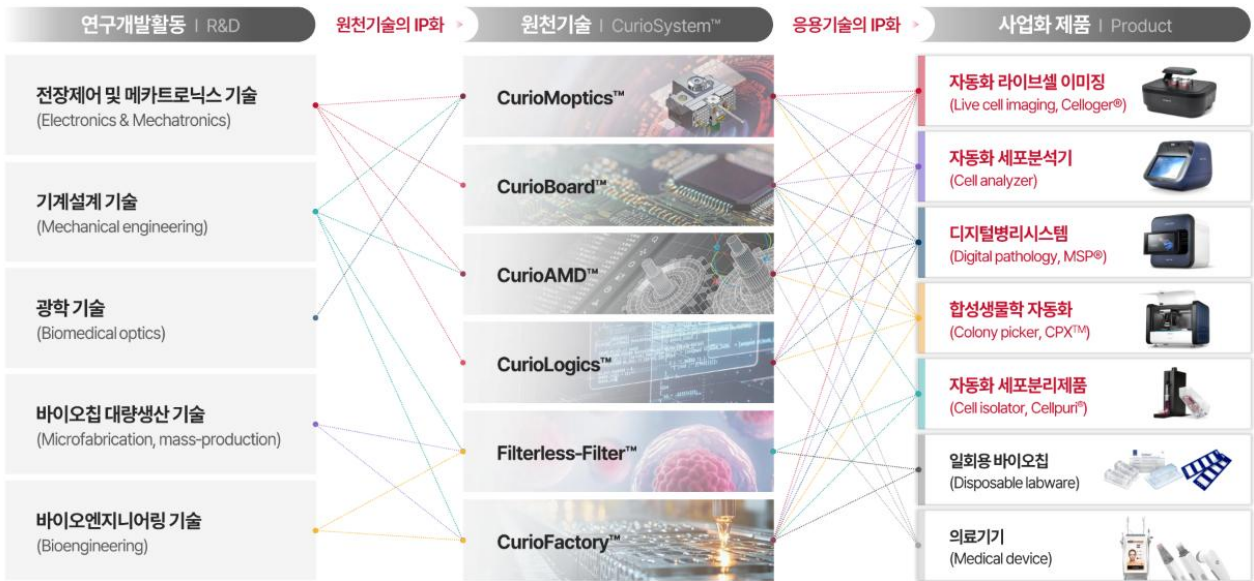 연구개발활동 | R&D
원천기술의 IP화
원천기술 | CurioSystem™
응용기술의 IP화
사업화 제품 | Product
전장제어 및 메카트로닉스 기술
(Electronics & Mechatronics)
기계설계 기술
(Mechanical engineering)
광학 기술
(Biomedical optics)
바이오칩 대량생산 기술
(Microfabrication, mass-production)
바이오엔지니어링 기술
(Bioengineering)
CurioMoptics™
CurioBoard™
CurioAMD™
CurioLogics™
Filterless-Filter™
CurioFactory™
자동화 라이브셀 이미징
(Live cell imaging, Celloger®)
자동화 세포분석기
(Cell analyzer)
디지털병리시스템
(Digital pathology, MSP®)
합성생물학 자동화
(Colony picker, CPX™)
자동화 세포분리제품
(Cell isolator, Cellpuri®)
일회용 바이오칩
(Disposable labware)
의료기기
(Medical device)